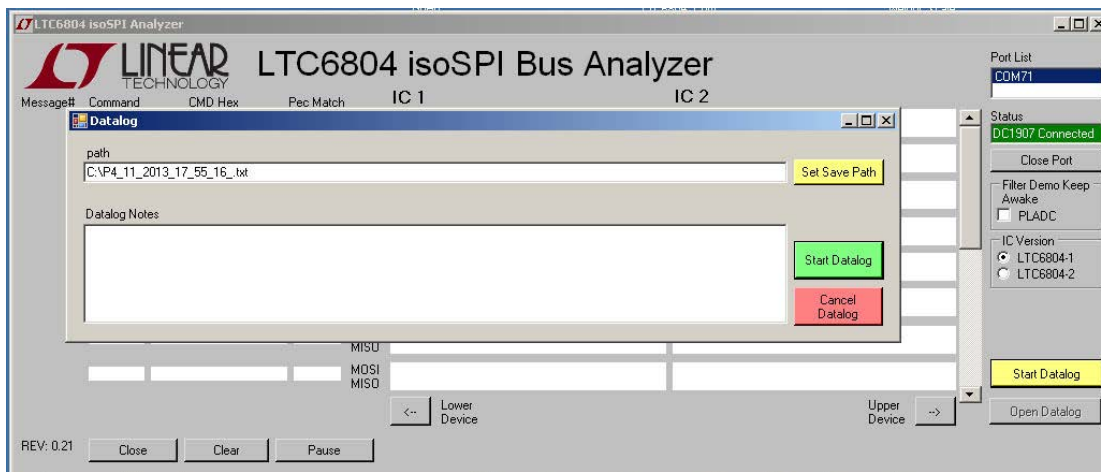 LTC6804 isoSPI Analyzer
LINEAR
TECHNOLOGY
LTC6804 isoSPI Bus Analyzer
Port List
COM71
Message# Command CMD Hex Pec Match IC 1 IC 2
Datalog
Status
DC1907 Connected
path
C:\P4_11_2013_17_55_16_.txt
Set Save Path
Close Port
Filter Demo Keep
Awake
PLADC
Datalog Notes
IC Version
LTC6804-1
LTC6804-2
Start Datalog
Cancel
Datalog
MISO
MOSI
MISO
Start Datalog
<-- Lower
Device
Upper
Device -->
Open Datalog
REV: 0.21 Close Clear Pause